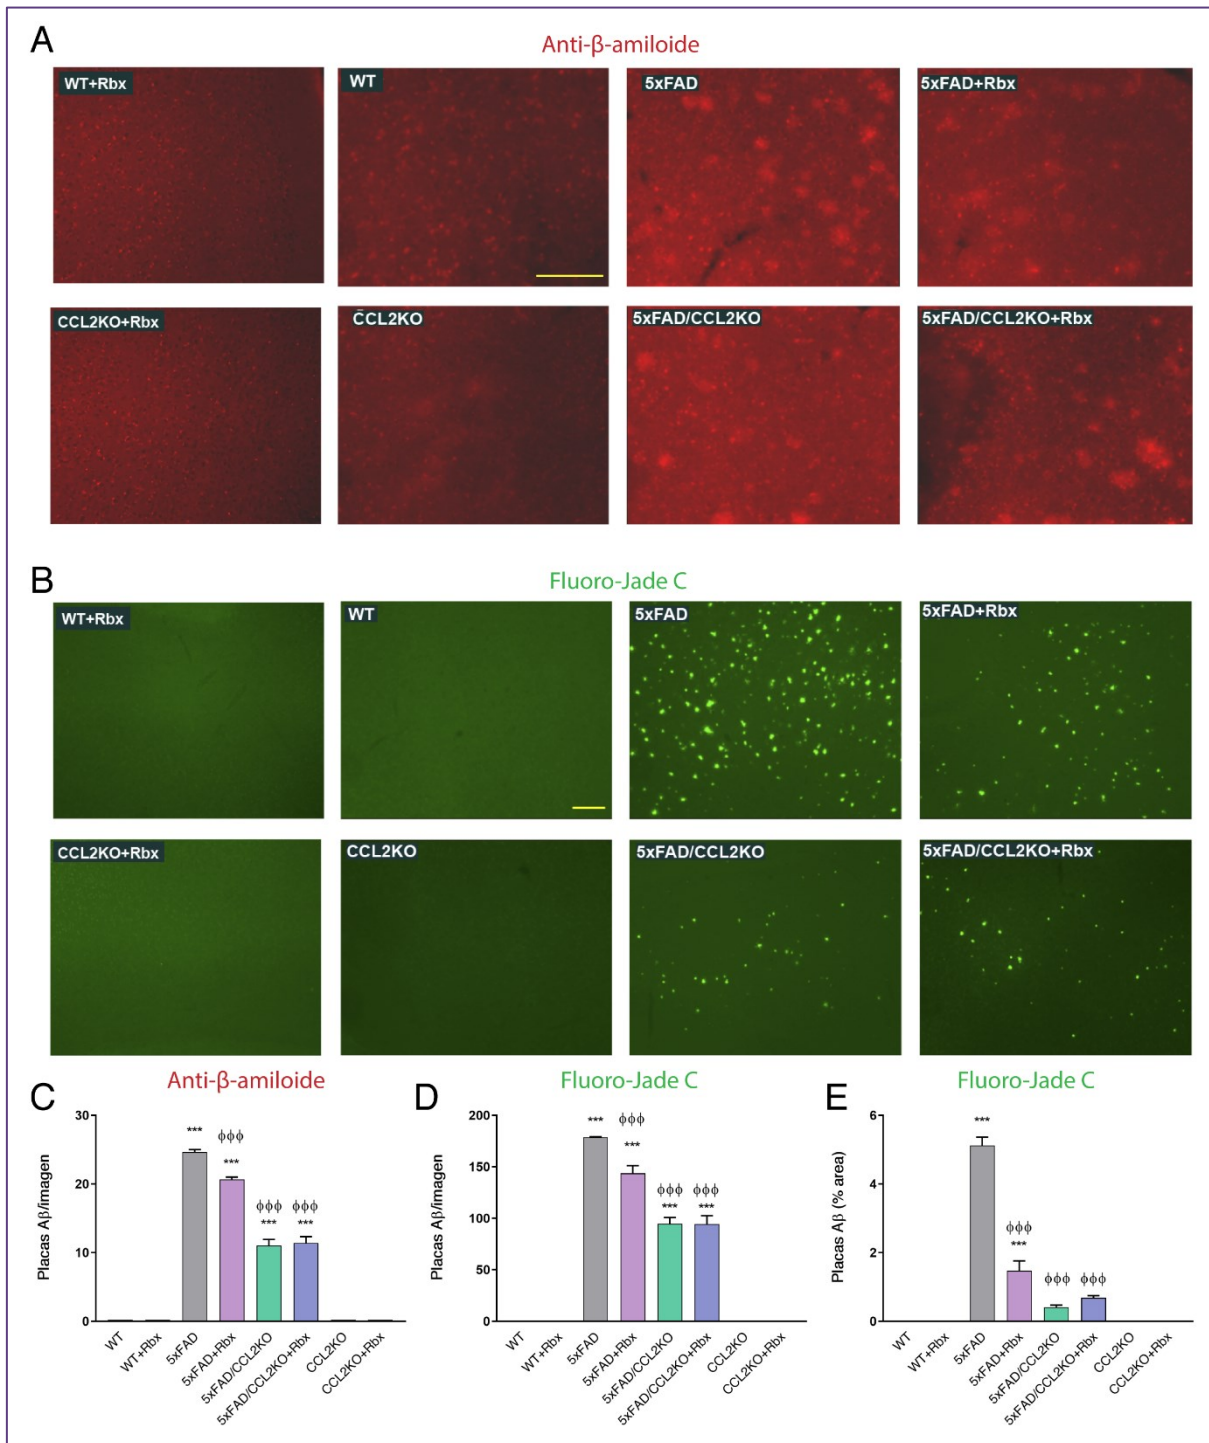 A
Anti-β-amiloide
WT+Rbx
WT
5xFAD
5xFAD+Rbx
CCL2KO+Rbx
CCL2KO
5xFAD/CCL2KO
5xFAD/CCL2KO+Rbx
B
Fluoro-Jade C
WT+Rbx
WT
5xFAD
5xFAD+Rbx
CCL2KO+Rbx
CCL2KO
5xFAD/CCL2KO
5xFAD/CCL2KO+Rbx
C
Anti-β-amiloide
Placas Aβ/imagen
30
20
10
0
***
ϕϕϕ
***
ϕϕϕ
***
ϕϕϕ
***
WT
WT+Rbx
5xFAD
5xFAD+Rbx
5xFAD/CCL2KO
5xFAD/CCL2KO+Rbx
CCL2KO
CCL2KO+Rbx
D
Fluoro-Jade C
Placas Aβ/imagen
200
150
100
50
0
***
ϕϕϕ
***
ϕϕϕ
***
ϕϕϕ
***
WT
WT+Rbx
5xFAD
5xFAD+Rbx
5xFAD/CCL2KO
5xFAD/CCL2KO+Rbx
CCL2KO
CCL2KO+Rbx
E
Fluoro-Jade C
Placas Aβ (% area)
6
4
2
0
***
ϕϕϕ
***
ϕϕϕ
ϕϕϕ
WT
WT+Rbx
5xFAD
5xFAD+Rbx
5xFAD/CCL2KO
5xFAD/CCL2KO+Rbx
CCL2KO
CCL2KO+Rbx